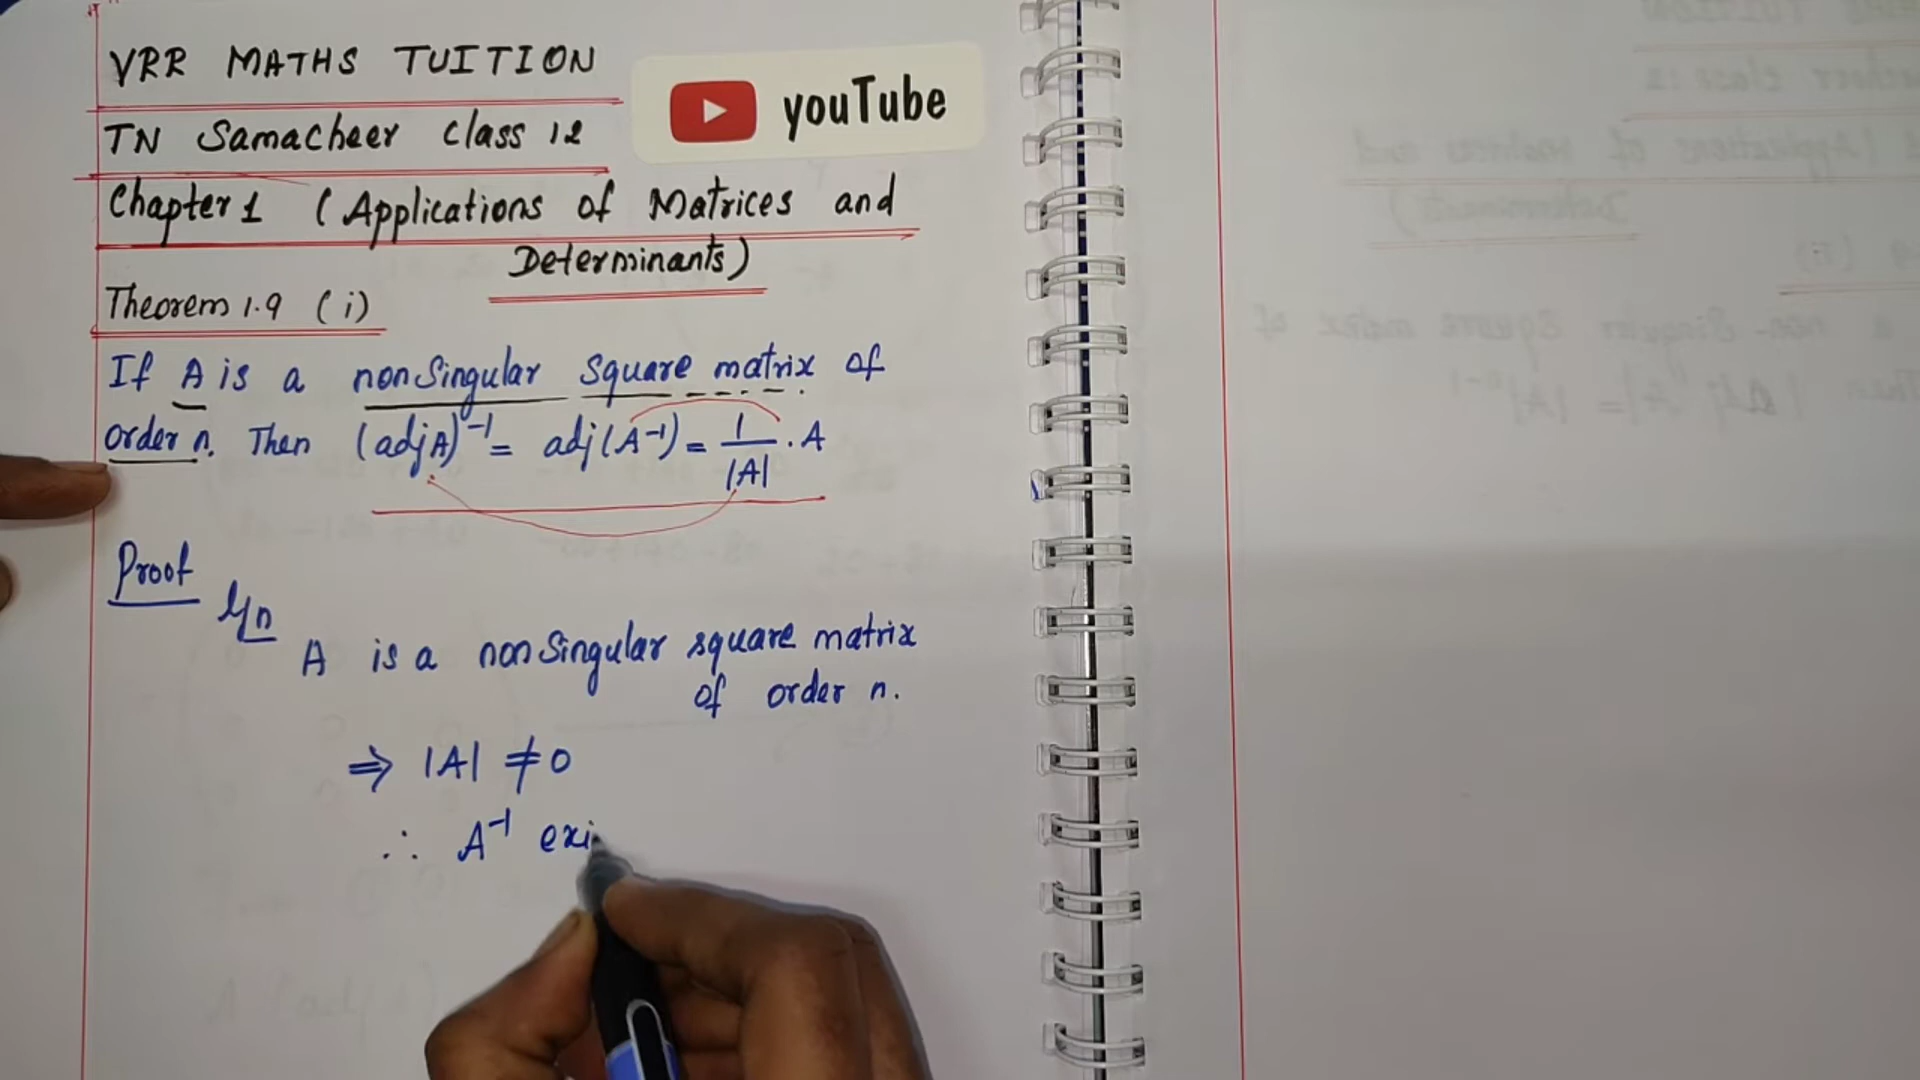 VRR MATHS TUITION
youTube
TN Samacheer Class 12
Chapter 1 (Applications of Matrices and
Determinants)
Theorem 1.9 (i)
If A is a nonSingular Square matrix of
order n. Then (adj A)⁻¹ = adj(A⁻¹) = 1/|A| . A
Proof
Gn
A is a nonSingular square matrix
of order n.
⇒ |A| ≠ 0
∴ A⁻¹ exi